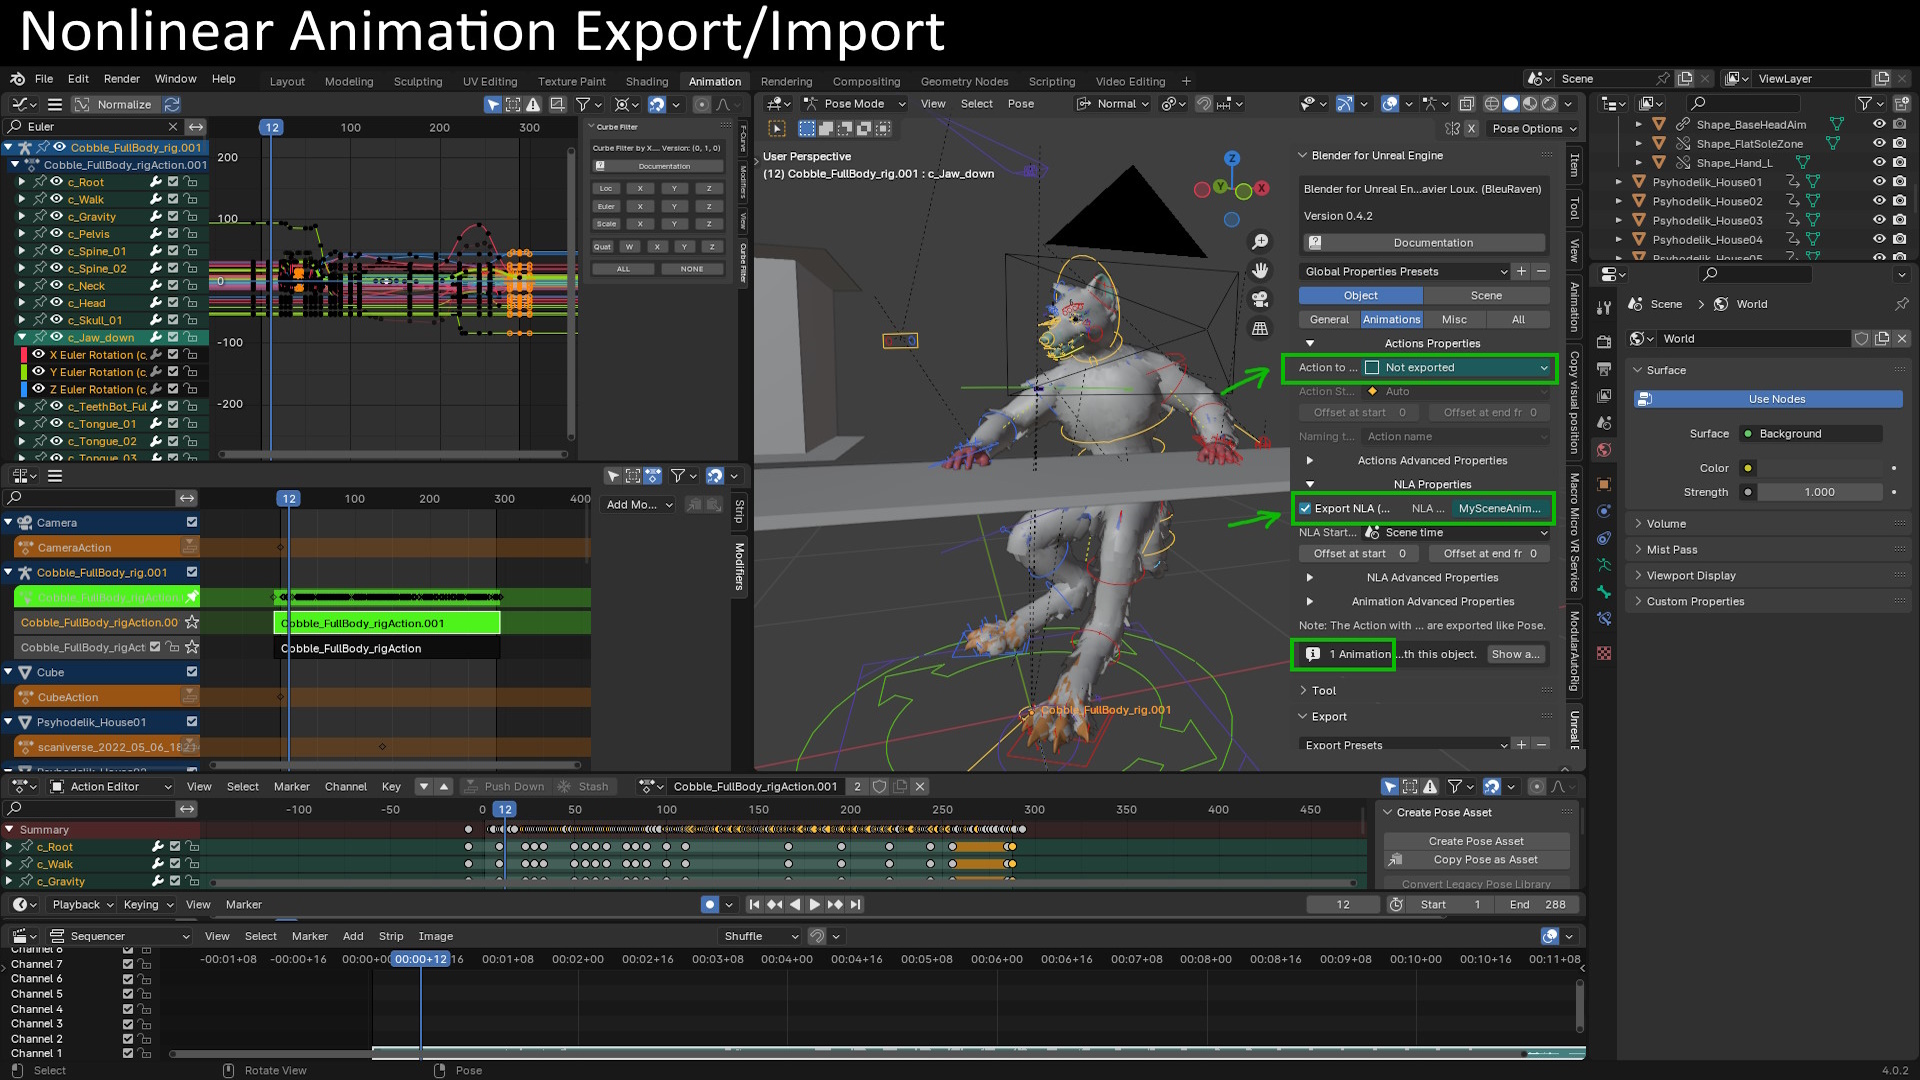 Nonlinear Animation Export/Import
File Edit Render Window Help
Layout Modeling Sculpting UV Editing Texture Paint Shading Animation Rendering Compositing Geometry Nodes Scripting Video Editing +
Scene
ViewLayer
Normalize
Euler
12 100 200 300
Cobble_FullBody_rig.001
Cobble_FullBody_rigAction.001
c_Root
c_Walk
c_Gravity
c_Pelvis
c_Spine_01
c_Spine_02
c_Neck
c_Head
c_Skull_01
c_Jaw_down
X Euler Rotation (c
Y Euler Rotation (c
Z Euler Rotation (c
c_TeethBot_Ful
c_Tongue_01
c_Tongue_02
c_Tongue_03
200
100
0
-100
-200
Curbe Filter
Curbe Filter by X.... Version: (0, 1, 0)
Documentation
Loc X Y Z
Euler X Y Z
Scale X Y Z
Quat W X Y Z
ALL NONE
F-Curve
Modifiers
View
Curbe Filter
Pose Mode View Select Pose Normal
X Pose Options
User Perspective
(12) Cobble_FullBody_rig.001 : c_Jaw_down
Z
Y
X
Cobble_FullBody_rig.001
Blender for Unreal Engine
Blender for Unreal En...avier Loux. (BleuRaven)
Version 0.4.2
Documentation
Global Properties Presets
Object Scene
General Animations Misc All
Actions Properties
Action to ... Not exported
Action St... Auto
Offset at start 0 Offset at end fr 0
Naming t... Action name
Actions Advanced Properties
NLA Properties
Export NLA (... NLA ... MySceneAnim...
NLA Start... Scene time
Offset at start 0 Offset at end fr 0
NLA Advanced Properties
Animation Advanced Properties
Note: The Action with ... are exported like Pose.
1 Animation ...th this object. Show a...
Tool
Export
Export Presets
Item
Tool
View
Animation
Copy visual position
Macro Micro VR Service
ModularAutoRig
Unreal E
Shape_BaseHeadAim
Shape_FlatSoleZone
Shape_Hand_L
Psyhodelik_House01
Psyhodelik_House02
Psyhodelik_House03
Psyhodelik_House04
Psyhodelik_House05
Scene > World
World
Surface
Use Nodes
Surface Background
Color
Strength 1.000
Volume
Mist Pass
Viewport Display
Custom Properties
12 100 200 300 400
Add Mo...
Strip
Modifiers
Camera
CameraAction
Cobble_FullBody_rig.001
Cobble_FullBody_rigAction
Cobble_FullBody_rigAction.00
Cobble_FullBody_rigAction.001
Cobble_FullBody_rigActi
Cobble_FullBody_rigAction
Cube
CubeAction
Psyhodelik_House01
scaniverse_2022_05_06_18
Psyhodelik_House02
Action Editor View Select Marker Channel Key Push Down Stash Cobble_FullBody_rigAction.001 2
-100 -50 0 12 50 100 150 200 250 300 350 400 450
Summary
c_Root
c_Walk
c_Gravity
Create Pose Asset
Create Pose Asset
Copy Pose as Asset
Convert Legacy Pose Library
Playback Keying View Marker 12 Start 1 End 288
Sequencer View Select Marker Add Strip Image Shuffle
-00:01+08 -00:00+16 00:00+0 00:00+12 16 00:01+08 00:02+00 00:02+16 00:03+08 00:04+00 00:04+16 00:05+08 00:06+00 00:06+16 00:07+08 00:08+00 00:08+16 00:09+08 00:10+00 00:10+16 00:11+08
Channel 8
Channel 7
Channel 6
Channel 5
Channel 4
Channel 3
Channel 2
Channel 1
Select Rotate View Pose 4.0.2